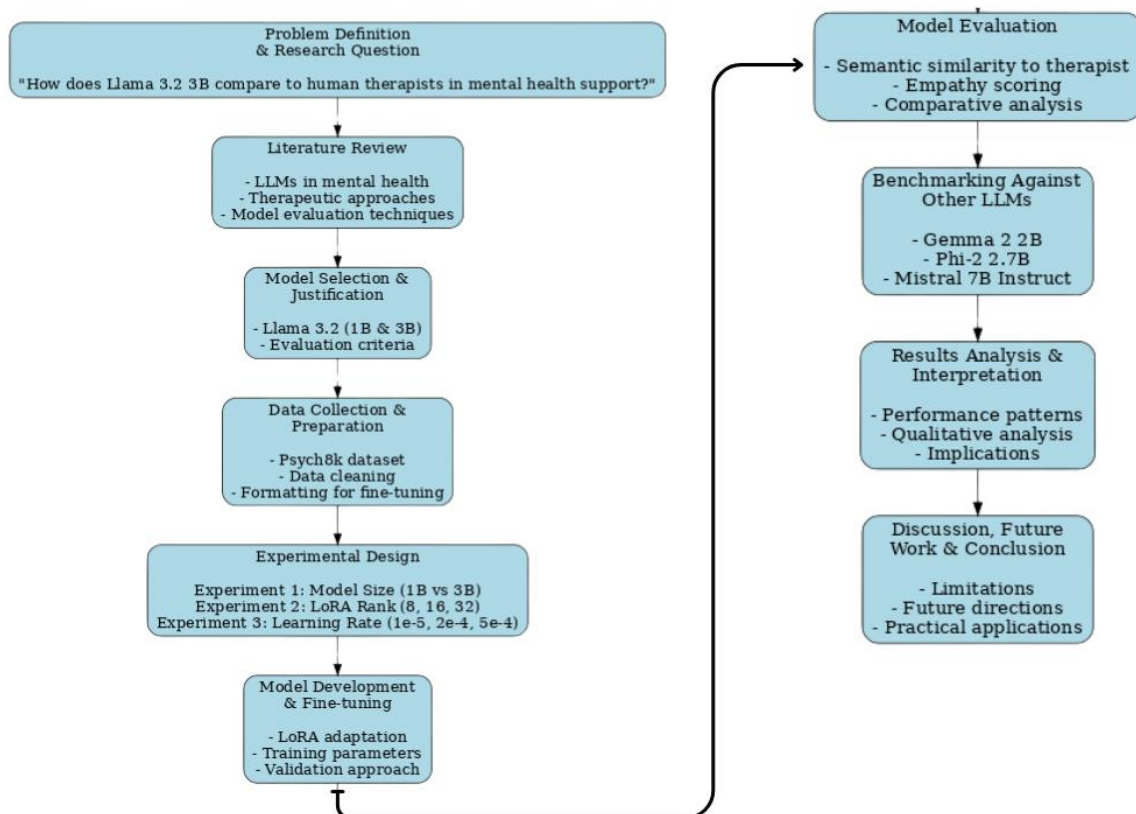 Problem Definition
& Research Question
"How does Llama 3.2 3B compare to human therapists in mental health support?"
Literature Review
- LLMs in mental health
- Therapeutic approaches
- Model evaluation techniques
Model Selection &
Justification
- Llama 3.2 (1B & 3B)
- Evaluation criteria
Data Collection &
Preparation
- Psych8k dataset
- Data cleaning
- Formatting for fine-tuning
Experimental Design
Experiment 1: Model Size (1B vs 3B)
Experiment 2: LoRA Rank (8, 16, 32)
Experiment 3: Learning Rate (1e-5, 2e-4, 5e-4)
Model Development
& Fine-tuning
- LoRA adaptation
- Training parameters
- Validation approach
Model Evaluation
- Semantic similarity to therapist
- Empathy scoring
- Comparative analysis
Benchmarking Against
Other LLMs
- Gemma 2 2B
- Phi-2 2.7B
- Mistral 7B Instruct
Results Analysis &
Interpretation
- Performance patterns
- Qualitative analysis
- Implications
Discussion, Future
Work & Conclusion
- Limitations
- Future directions
- Practical applications